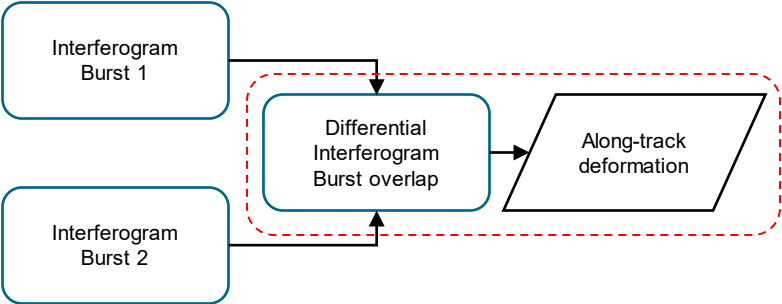 Interferogram
Burst 1
Differential
Interferogram
Burst overlap
Along-track
deformation
Interferogram
Burst 2